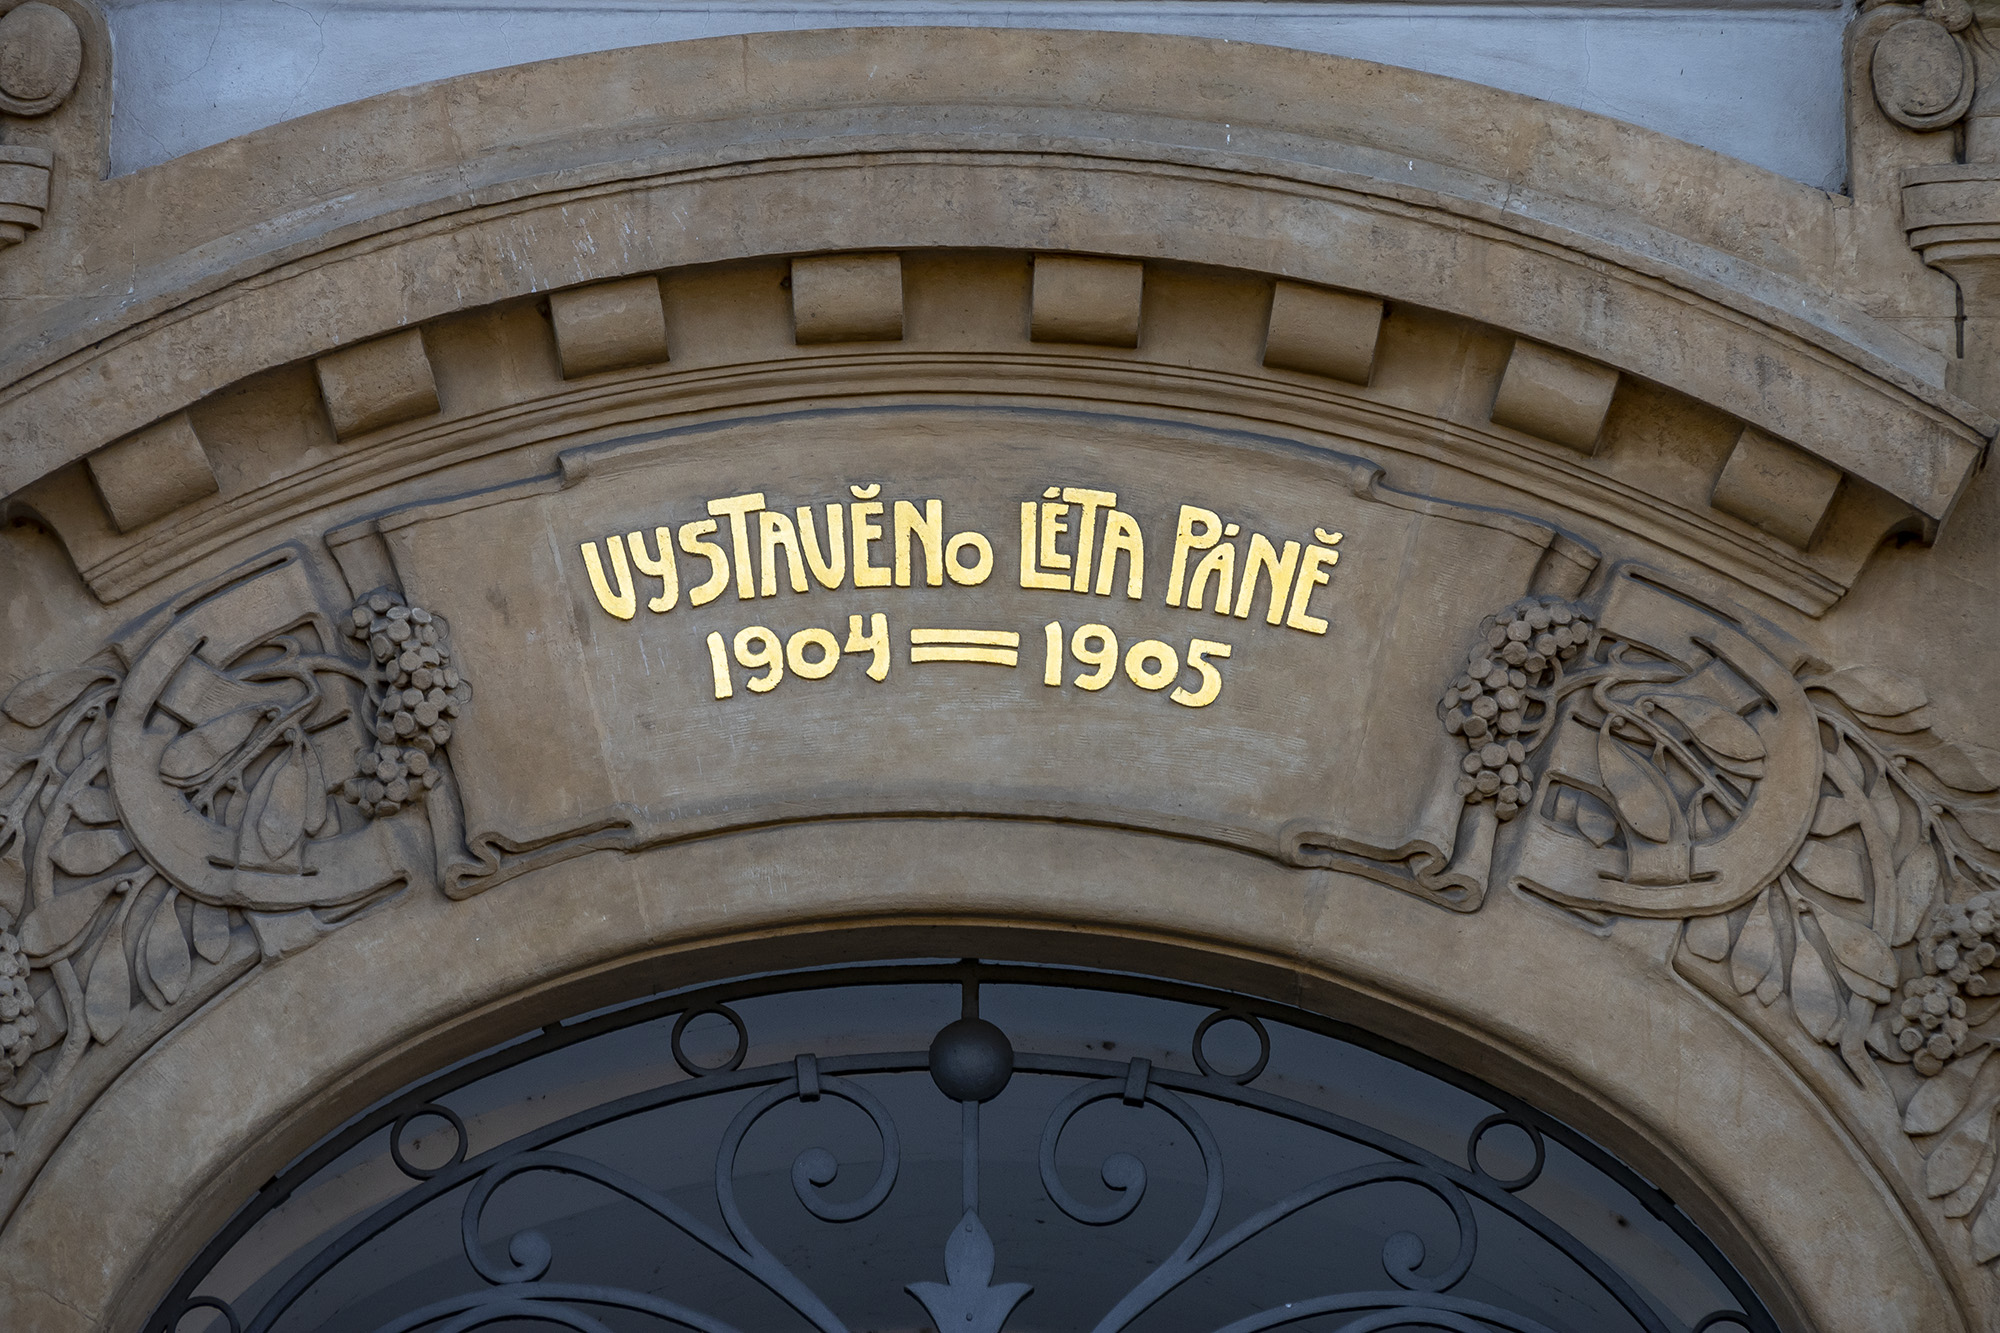 VYSTAVĚNO LÉTA PÁNĚ
1904 = 1905